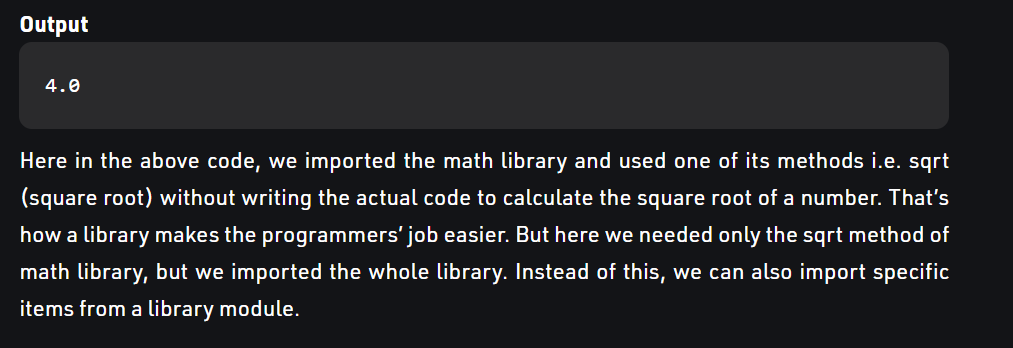 Output
4.0
Here in the above code, we imported the math library and used one of its methods i.e. sqrt
(square root) without writing the actual code to calculate the square root of a number. That’s
how a library makes the programmers’ job easier. But here we needed only the sqrt method of
math library, but we imported the whole library. Instead of this, we can also import specific
items from a library module.